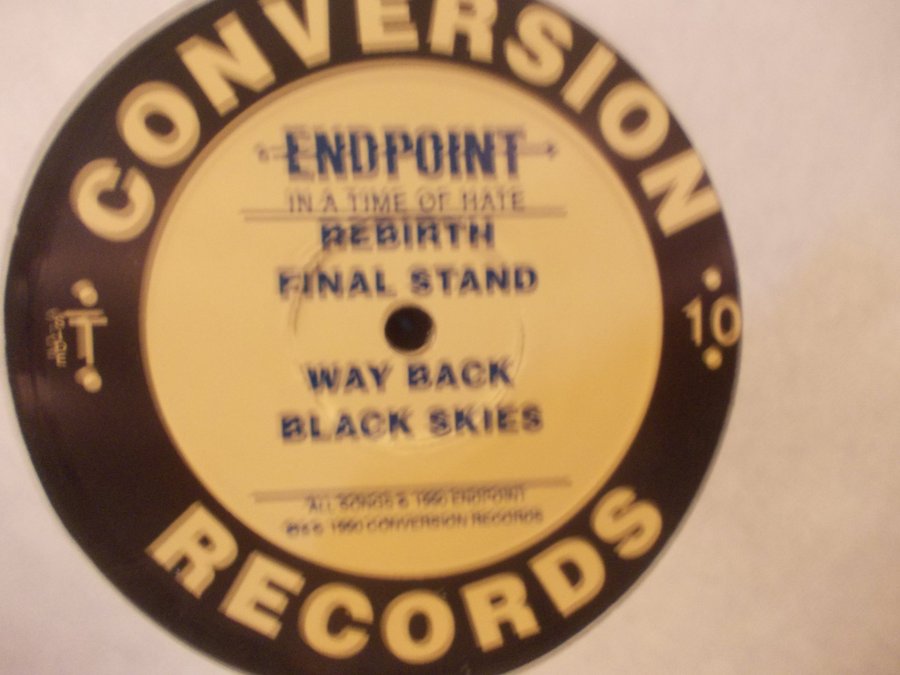 CONVERSION
ENDPOINT
IN A TIME OF HATE
REBIRTH
FINAL STAND
10
WAY BACK
BLACK SKIES
ALL SONGS © 1990 ENDPOINT
1990 CONVERSION RECORDS
RECORDS